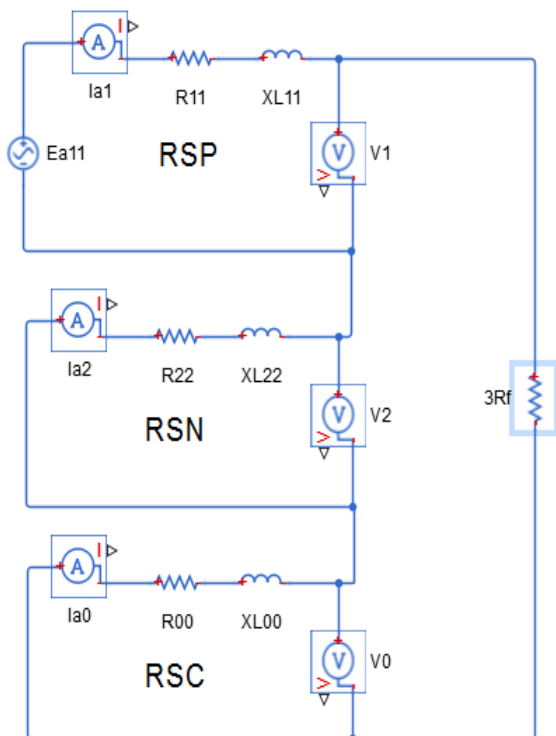 A
I
Ia1
R11
XL11
Ea11
RSP
V
V1
A
I
Ia2
R22
XL22
3Rf
RSN
V
V2
A
I
Ia0
R00
XL00
RSC
V
V0